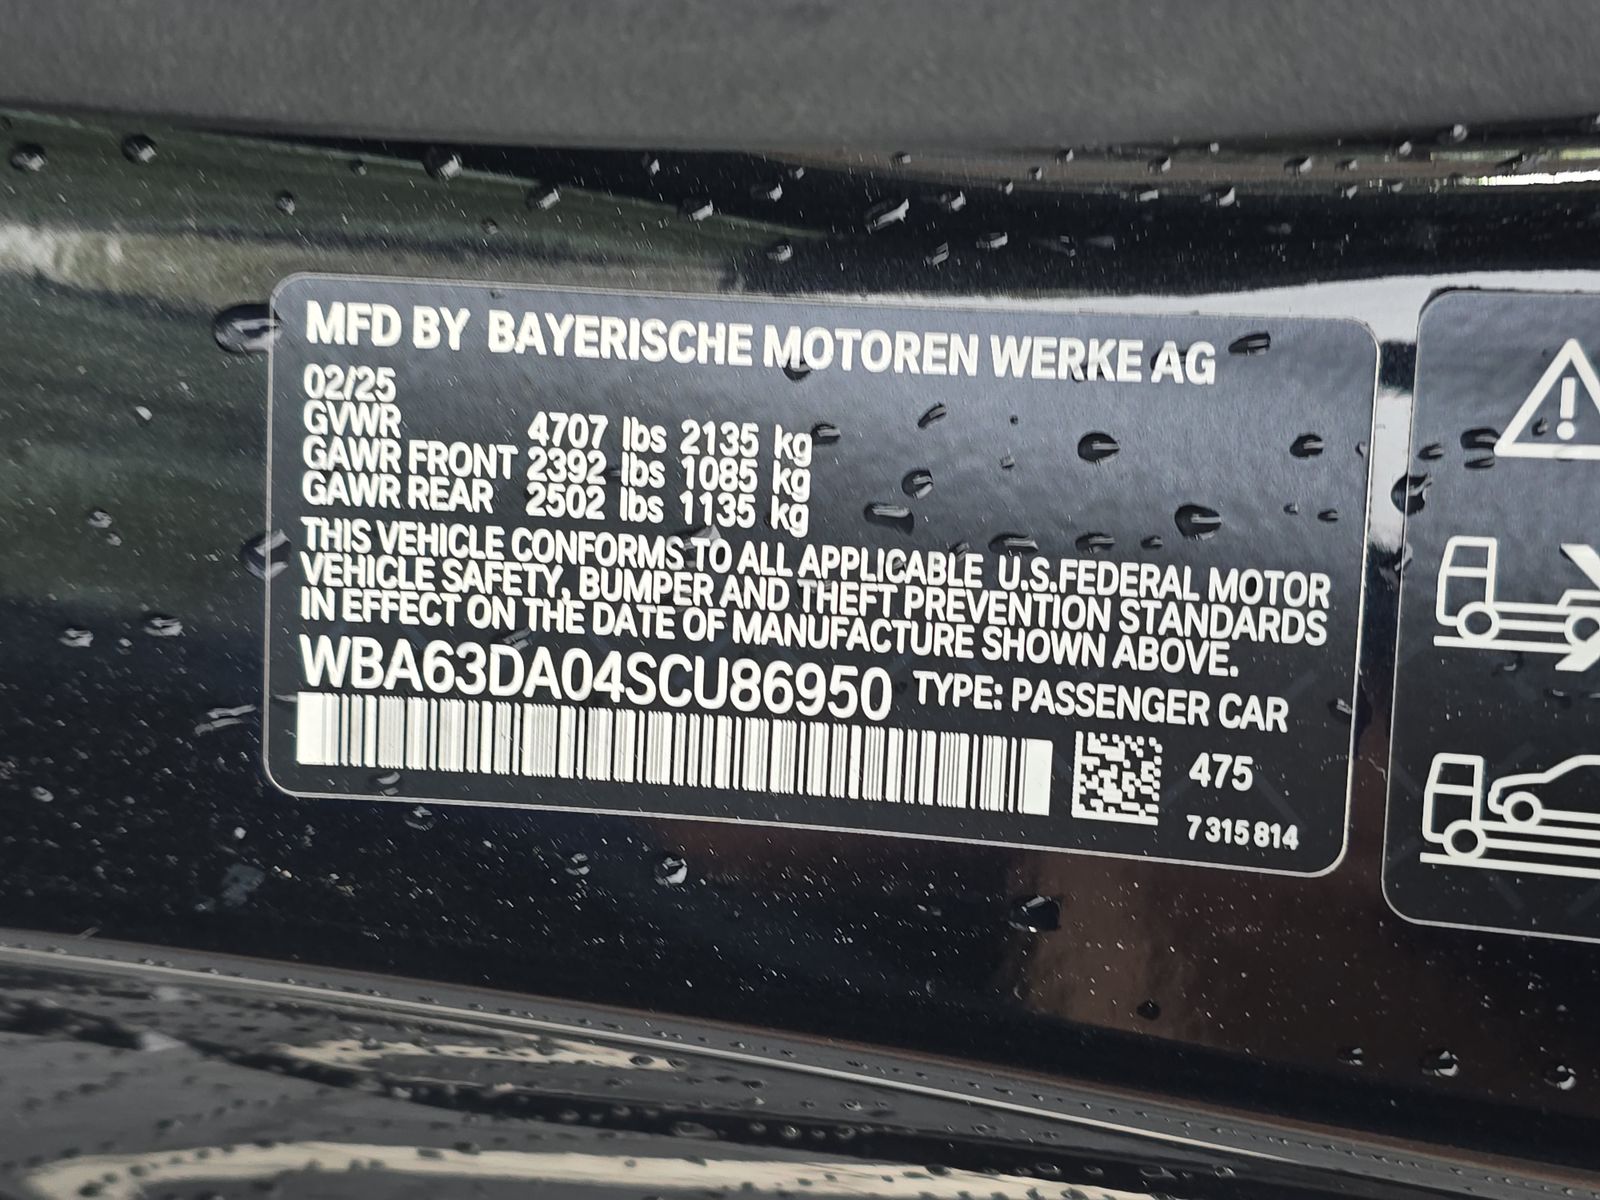 MFD BY BAYERISCHE MOTOREN WERKE AG
02/25
GVWR 4707 lbs 2135 kg
GAWR FRONT 2392 lbs 1085 kg
GAWR REAR 2502 lbs 1135 kg
THIS VEHICLE CONFORMS TO ALL APPLICABLE U.S.FEDERAL MOTOR
VEHICLE SAFETY, BUMPER AND THEFT PREVENTION STANDARDS
IN EFFECT ON THE DATE OF MANUFACTURE SHOWN ABOVE.
WBA63DA04SCU86950 TYPE: PASSENGER CAR
475
7 315 814